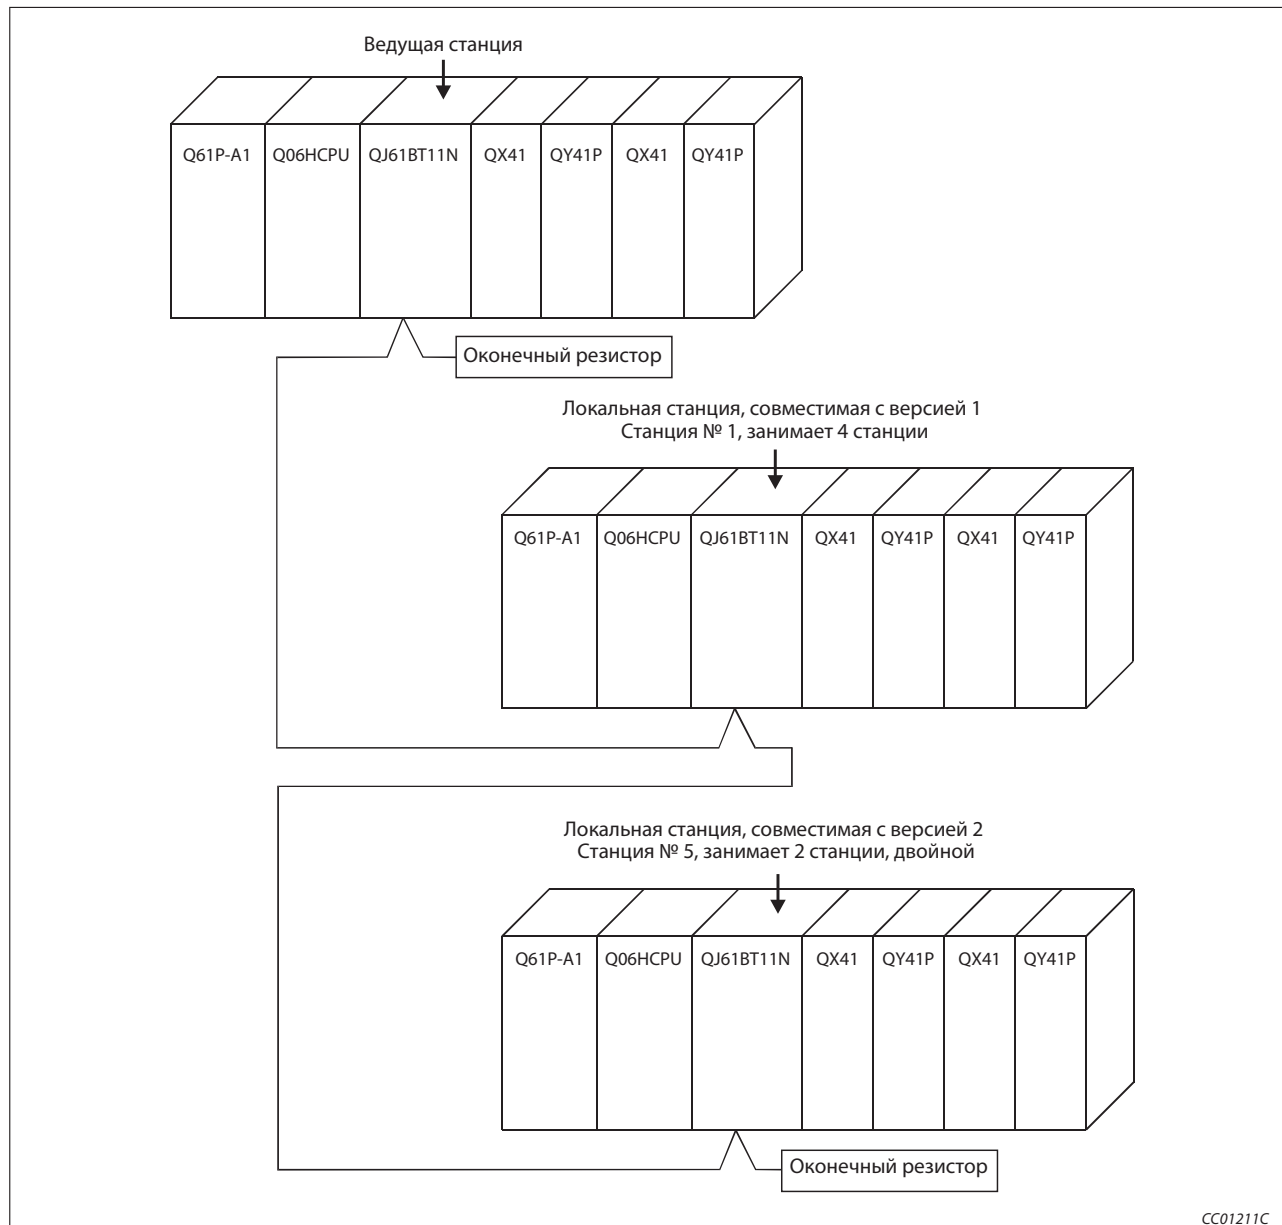 Ведущая станция
Q61P-A1 Q06HCPU QJ61BT11N QX41 QY41P QX41 QY41P
Оконечный резистор
Локальная станция, совместимая с версией 1
Станция № 1, занимает 4 станции
Q61P-A1 Q06HCPU QJ61BT11N QX41 QY41P QX41 QY41P
Локальная станция, совместимая с версией 2
Станция № 5, занимает 2 станции, двойной
Q61P-A1 Q06HCPU QJ61BT11N QX41 QY41P QX41 QY41P
Оконечный резистор
CC01211C